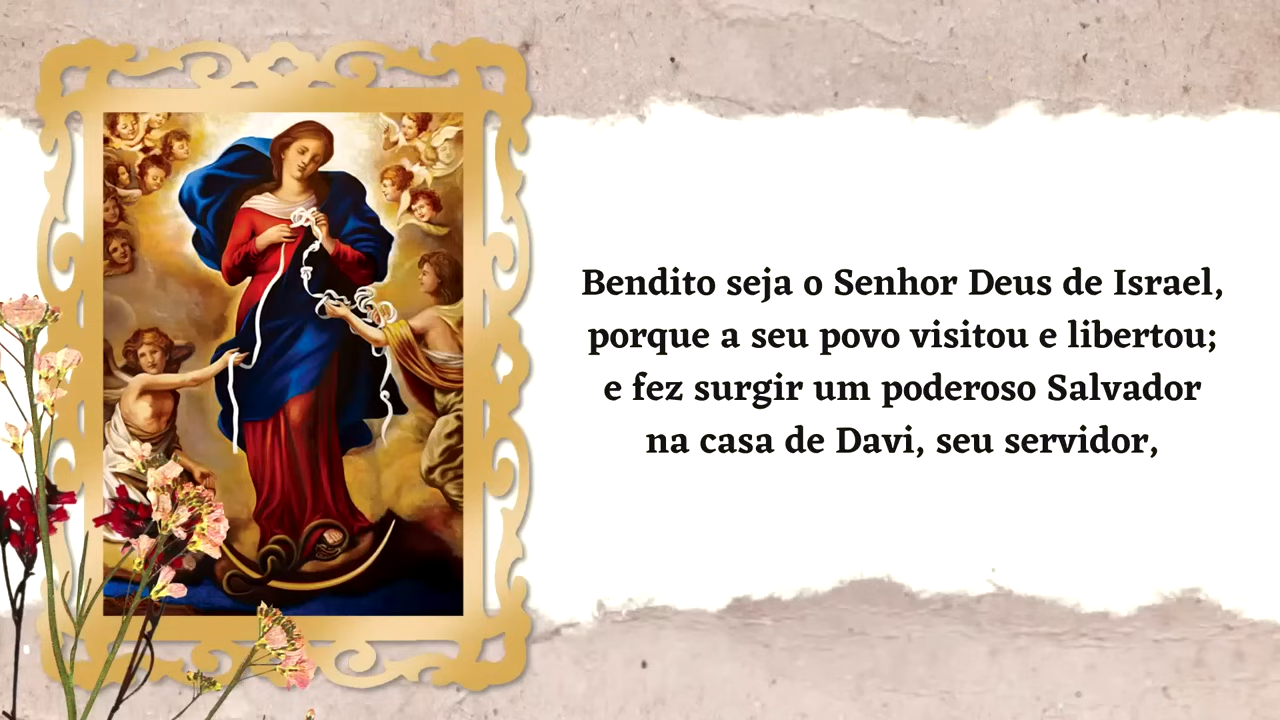 Bendito seja o Senhor Deus de Israel,
porque a seu povo visitou e libertou;
e fez surgir um poderoso Salvador
na casa de Davi, seu servidor,